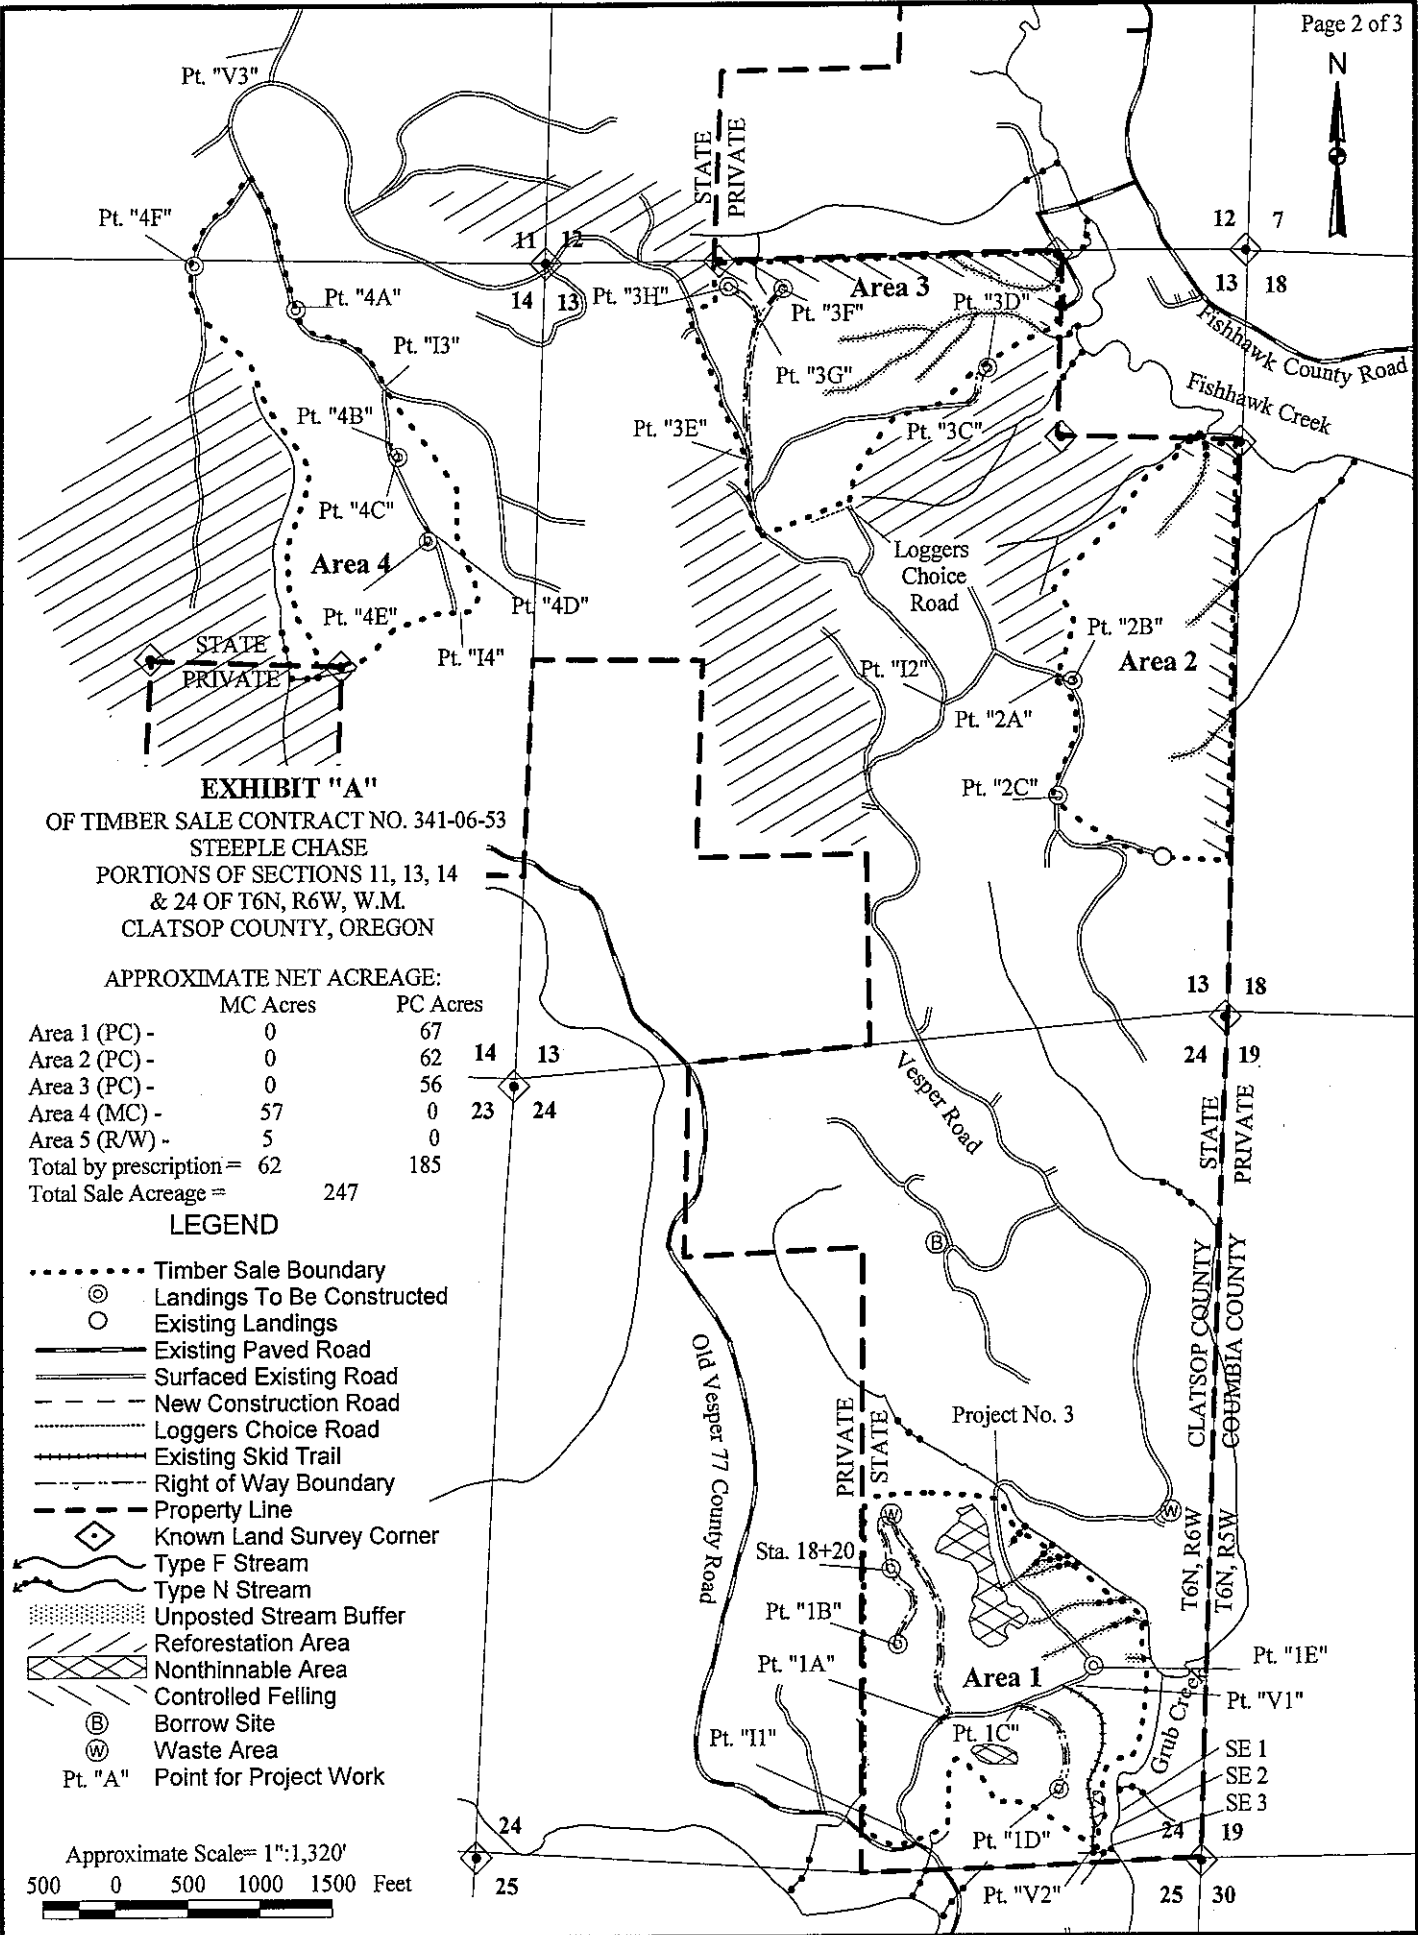 Page 2 of 3
N
Pt. "V3"
STATE
PRIVATE
Pt. "4F"
11 12
14 13
12 7
13 18
Pt. "4A"
Pt. "3H"
Area 3
Pt. "3F"
Pt. "3D"
Fishhawk County Road
Pt. "I3"
Pt. "3G"
Fishhawk Creek
Pt. "4B"
Pt. "3E"
Pt. "3C"
Pt. "4C"
Area 4
Loggers
Choice
Road
Pt. "4D"
Pt. "4E"
Pt. "I4"
Pt. "2B"
Area 2
STATE
PRIVATE
Pt. "I2"
Pt. "2A"
Pt. "2C"
EXHIBIT "A"
OF TIMBER SALE CONTRACT NO. 341-06-53
STEEPLE CHASE
PORTIONS OF SECTIONS 11, 13, 14
& 24 OF T6N, R6W, W.M.
CLATSOP COUNTY, OREGON
APPROXIMATE NET ACREAGE:
MC Acres PC Acres
Area 1 (PC) - 0 67
Area 2 (PC) - 0 62
Area 3 (PC) - 0 56
Area 4 (MC) - 57 0
Area 5 (R/W) - 5 0
Total by prescription = 62 185
Total Sale Acreage = 247
14 13
23 24
13 18
24 19
Vesper Road
STATE
PRIVATE
LEGEND
Timber Sale Boundary
Landings To Be Constructed
Existing Landings
Existing Paved Road
Surfaced Existing Road
New Construction Road
Loggers Choice Road
Existing Skid Trail
Right of Way Boundary
Property Line
Known Land Survey Corner
Type F Stream
Type N Stream
Unposted Stream Buffer
Reforestation Area
Nonthinnable Area
Controlled Felling
B Borrow Site
W Waste Area
Pt. "A" Point for Project Work
Approximate Scale= 1":1,320'
500 0 500 1000 1500 Feet
B
CLATSOP COUNTY
COLUMBIA COUNTY
Old Vesper 77 County Road
PRIVATE
STATE
Project No. 3
W
W
Sta. 18+20
T6N, R6W
T6N, R5W
Pt. "1B"
Pt. "1A"
Area 1
Pt. "1E"
Pt. "V1"
Pt. 1C"
Grub Creek
Pt. "I1"
SE 1
SE 2
SE 3
Pt. "1D"
Pt. "V2"
24
25
24 19
25 30